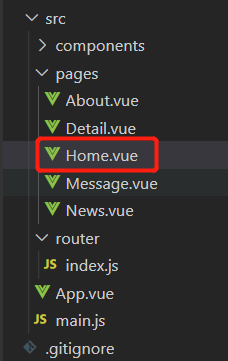 src
components
pages
About.vue
Detail.vue
Home.vue
Message.vue
News.vue
router
JS index.js
App.vue
JS main.js
.gitignore